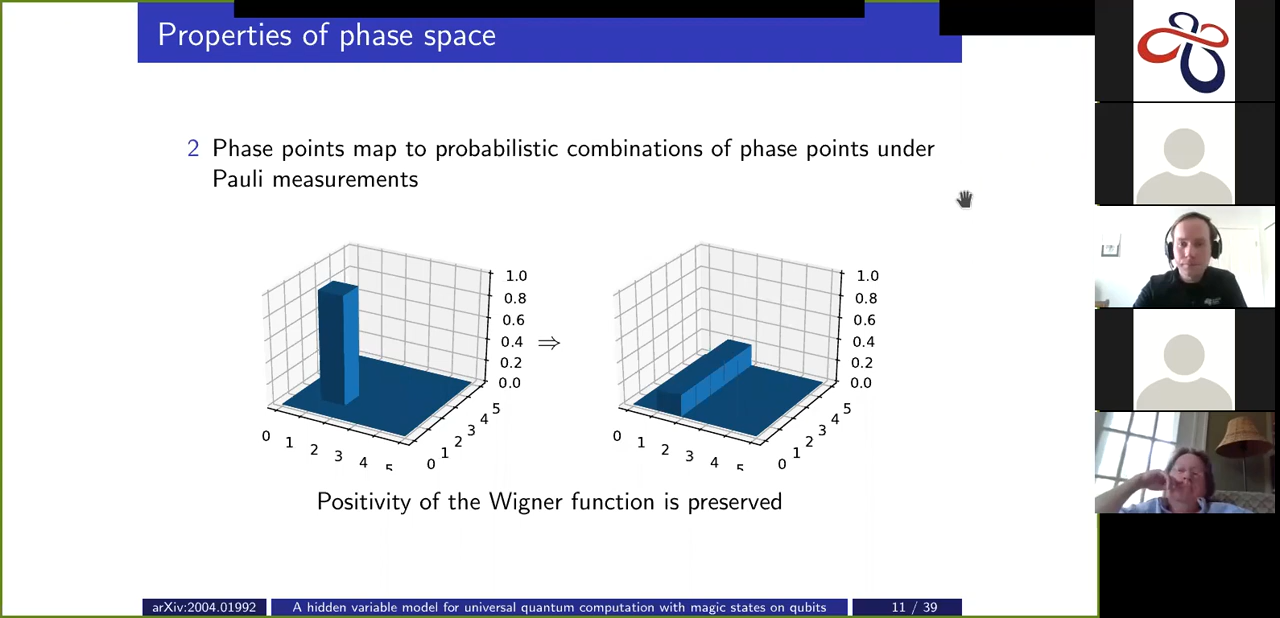 Properties of phase space
2 Phase points map to probabilistic combinations of phase points under
Pauli measurements
1.0
0.8
0.6
0.4
0.2
0.0
0 1 2 3 4 5
0 1 2 3 4 5
⇒
1.0
0.8
0.6
0.4
0.2
0.0
0 1 2 3 4 5
0 1 2 3 4 5
Positivity of the Wigner function is preserved
arXiv:2004.01992
A hidden variable model for universal quantum computation with magic states on qubits
11 / 39